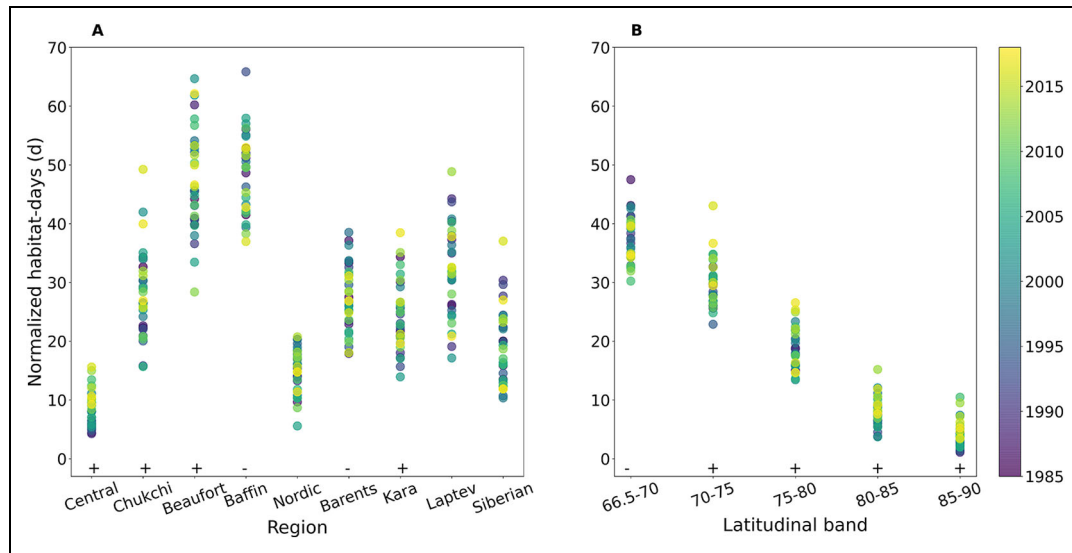 A
B
70
60
50
40
30
20
10
0
Normalized habitat-days (d)
+ + + - - +
Central Chukchi Beaufort Baffin Nordic Barents Kara Laptev Siberian
Region
70
60
50
40
30
20
10
0
- + + + +
66.5-70 70-75 75-80 80-85 85-90
Latitudinal band
2015
2010
2005
2000
1995
1990
1985